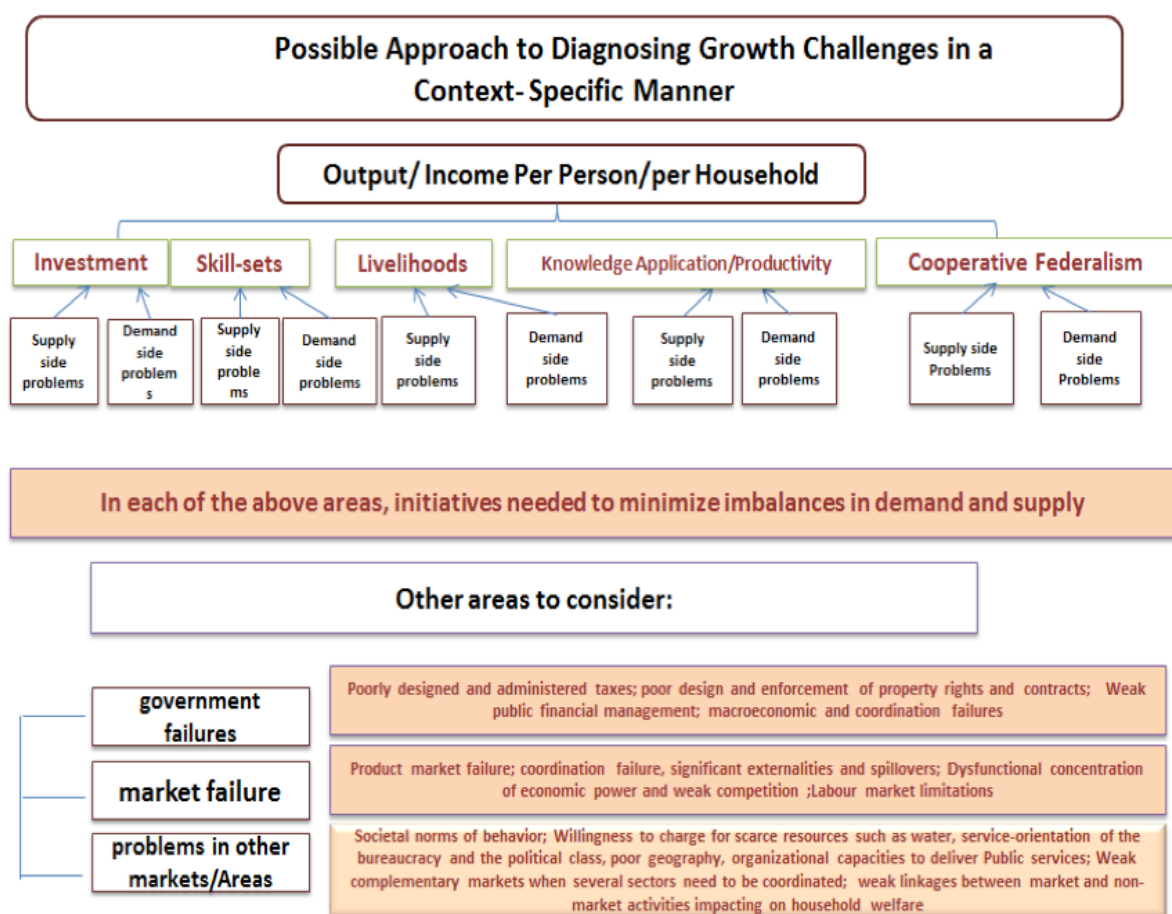 Possible Approach to Diagnosing Growth Challenges in a
Context- Specific Manner
Output/ Income Per Person/per Household
Investment
Skill-sets
Livelihoods
Knowledge Application/Productivity
Cooperative Federalism
Supply
side
problems
Demand
side
problem
s
Supply
side
proble
ms
Demand
side
problems
Supply
side
problems
Demand
side
problems
Supply
side
problems
Demand
side
problems
Supply side
Problems
Demand
side
Problems
In each of the above areas, initiatives needed to minimize imbalances in demand and supply
Other areas to consider:
government
failures
Poorly designed and administered taxes; poor design and enforcement of property rights and contracts; Weak
public financial management; macroeconomic and coordination failures
market failure
Product market failure; coordination failure, significant externalities and spillovers; Dysfunctional concentration
of economic power and weak competition ;Labour market limitations
problems in other
markets/Areas
Societal norms of behavior; Willingness to charge for scarce resources such as water, service-orientation of the
bureaucracy and the political class, poor geography, organizational capacities to deliver Public services; Weak
complementary markets when several sectors need to be coordinated; weak linkages between market and non-
market activities impacting on household welfare